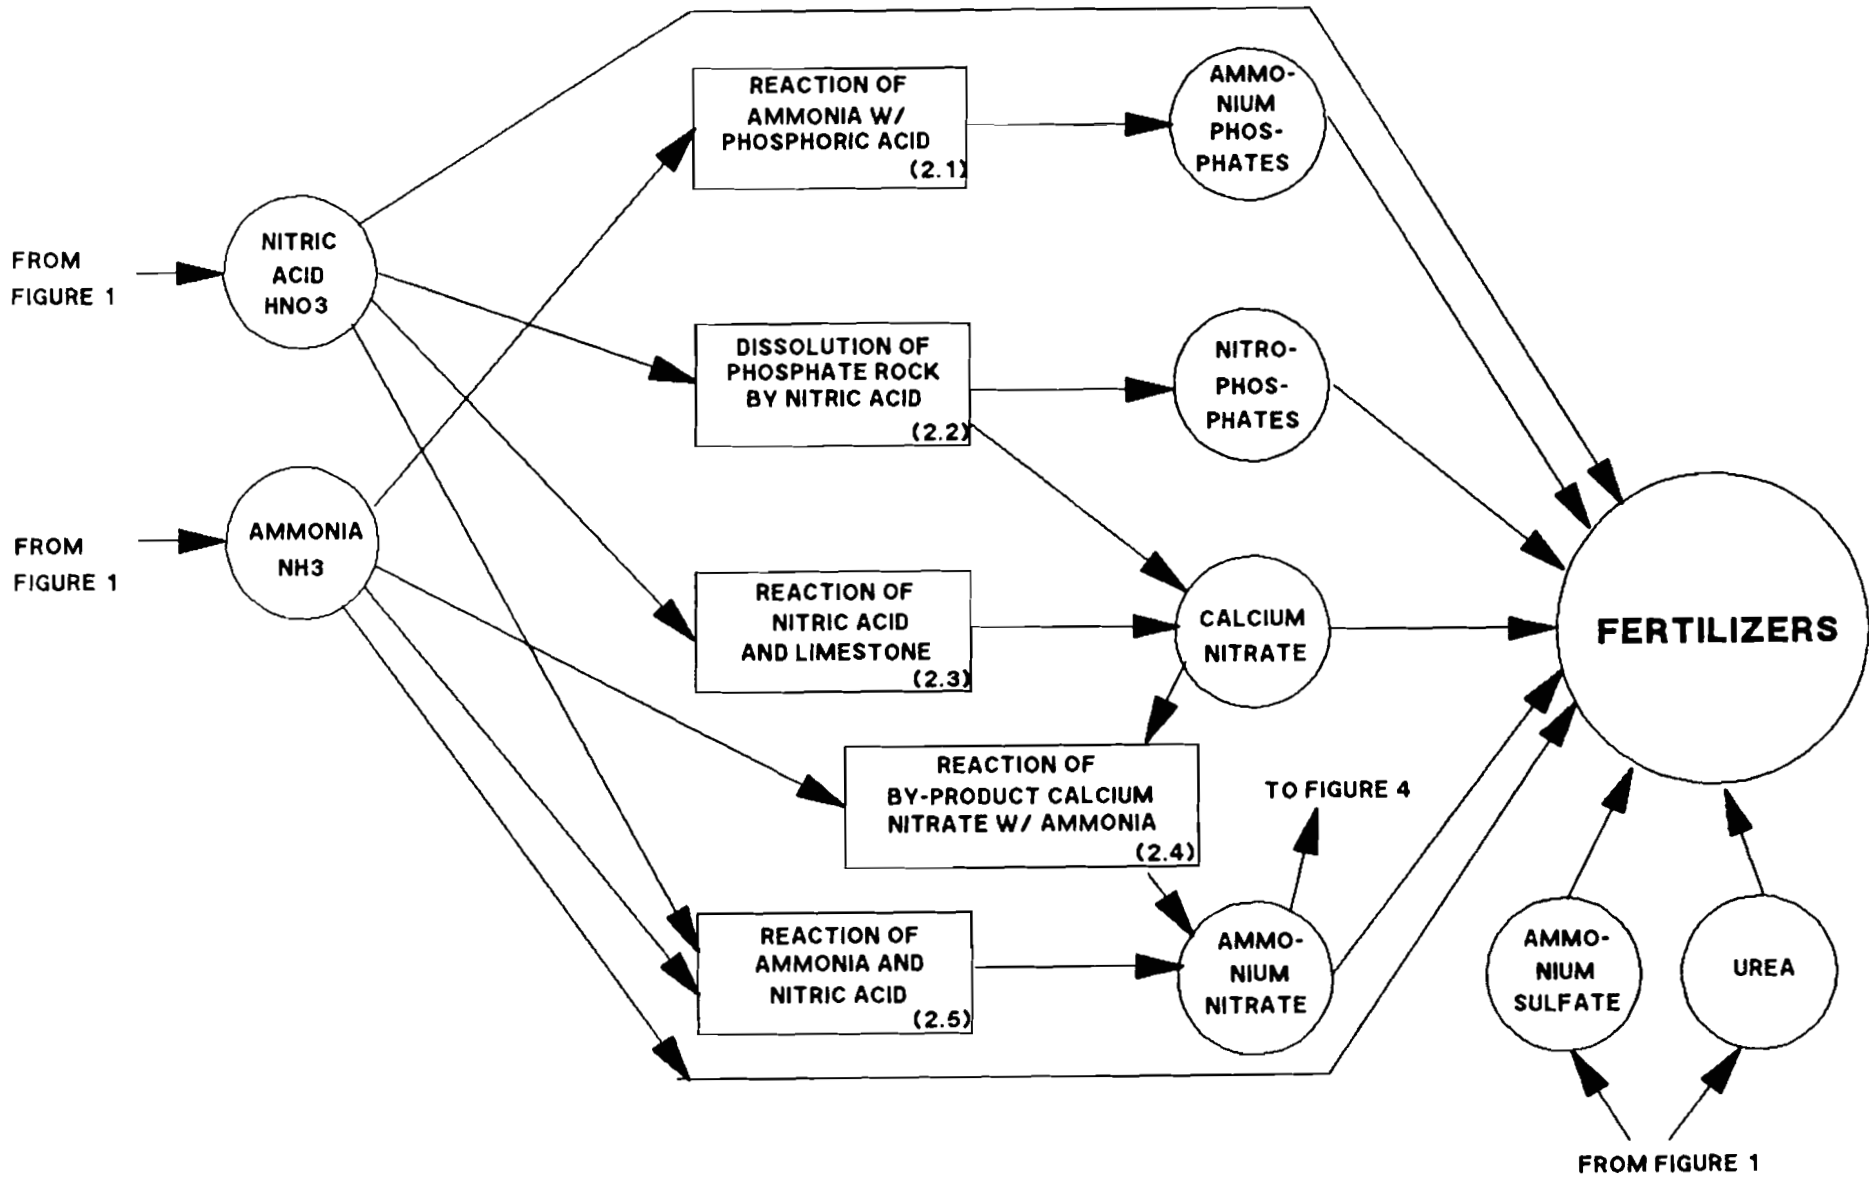 FROM
FIGURE 1
NITRIC
ACID
HNO3
FROM
FIGURE 1
AMMONIA
NH3
REACTION OF
AMMONIA W/
PHOSPHORIC ACID
(2.1)
AMMO-
NIUM
PHOS-
PHATES
DISSOLUTION OF
PHOSPHATE ROCK
BY NITRIC ACID
(2.2)
NITRO-
PHOS-
PHATES
REACTION OF
NITRIC ACID
AND LIMESTONE
(2.3)
CALCIUM
NITRATE
REACTION OF
BY-PRODUCT CALCIUM
NITRATE W/ AMMONIA
(2.4)
TO FIGURE 4
REACTION OF
AMMONIA AND
NITRIC ACID
(2.5)
AMMO-
NIUM
NITRATE
FERTILIZERS
AMMO-
NIUM
SULFATE
UREA
FROM FIGURE 1